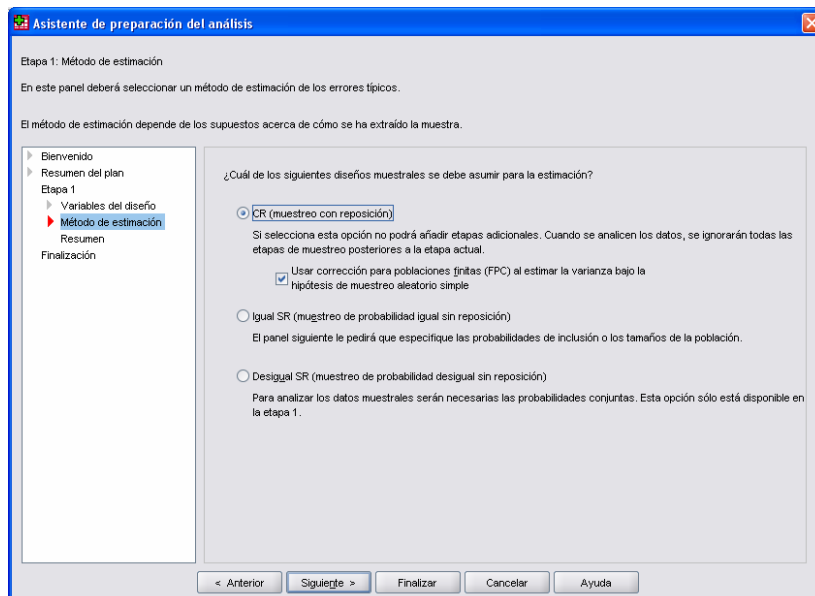 Asistente de preparación del análisis
Etapa 1: Método de estimación
En este panel deberá seleccionar un método de estimación de los errores típicos.
El método de estimación depende de los supuestos acerca de cómo se ha extraído la muestra.
Bienvenido
Resumen del plan
Etapa 1
Variables del diseño
Método de estimación
Resumen
Finalización
¿Cuál de los siguientes diseños muestrales se debe asumir para la estimación?
CR (muestreo con reposición)
Si selecciona esta opción no podrá añadir etapas adicionales. Cuando se analicen los datos, se ignorarán todas las
etapas de muestreo posteriores a la etapa actual.
Usar corrección para poblaciones finitas (FPC) al estimar la varianza bajo la
hipótesis de muestreo aleatorio simple
Igual SR (muestreo de probabilidad igual sin reposición)
El panel siguiente le pedirá que especifique las probabilidades de inclusión o los tamaños de la población.
Desigual SR (muestreo de probabilidad desigual sin reposición)
Para analizar los datos muestrales serán necesarias las probabilidades conjuntas. Esta opción sólo está disponible en
la etapa 1.
< Anterior
Siguiente >
Finalizar
Cancelar
Ayuda